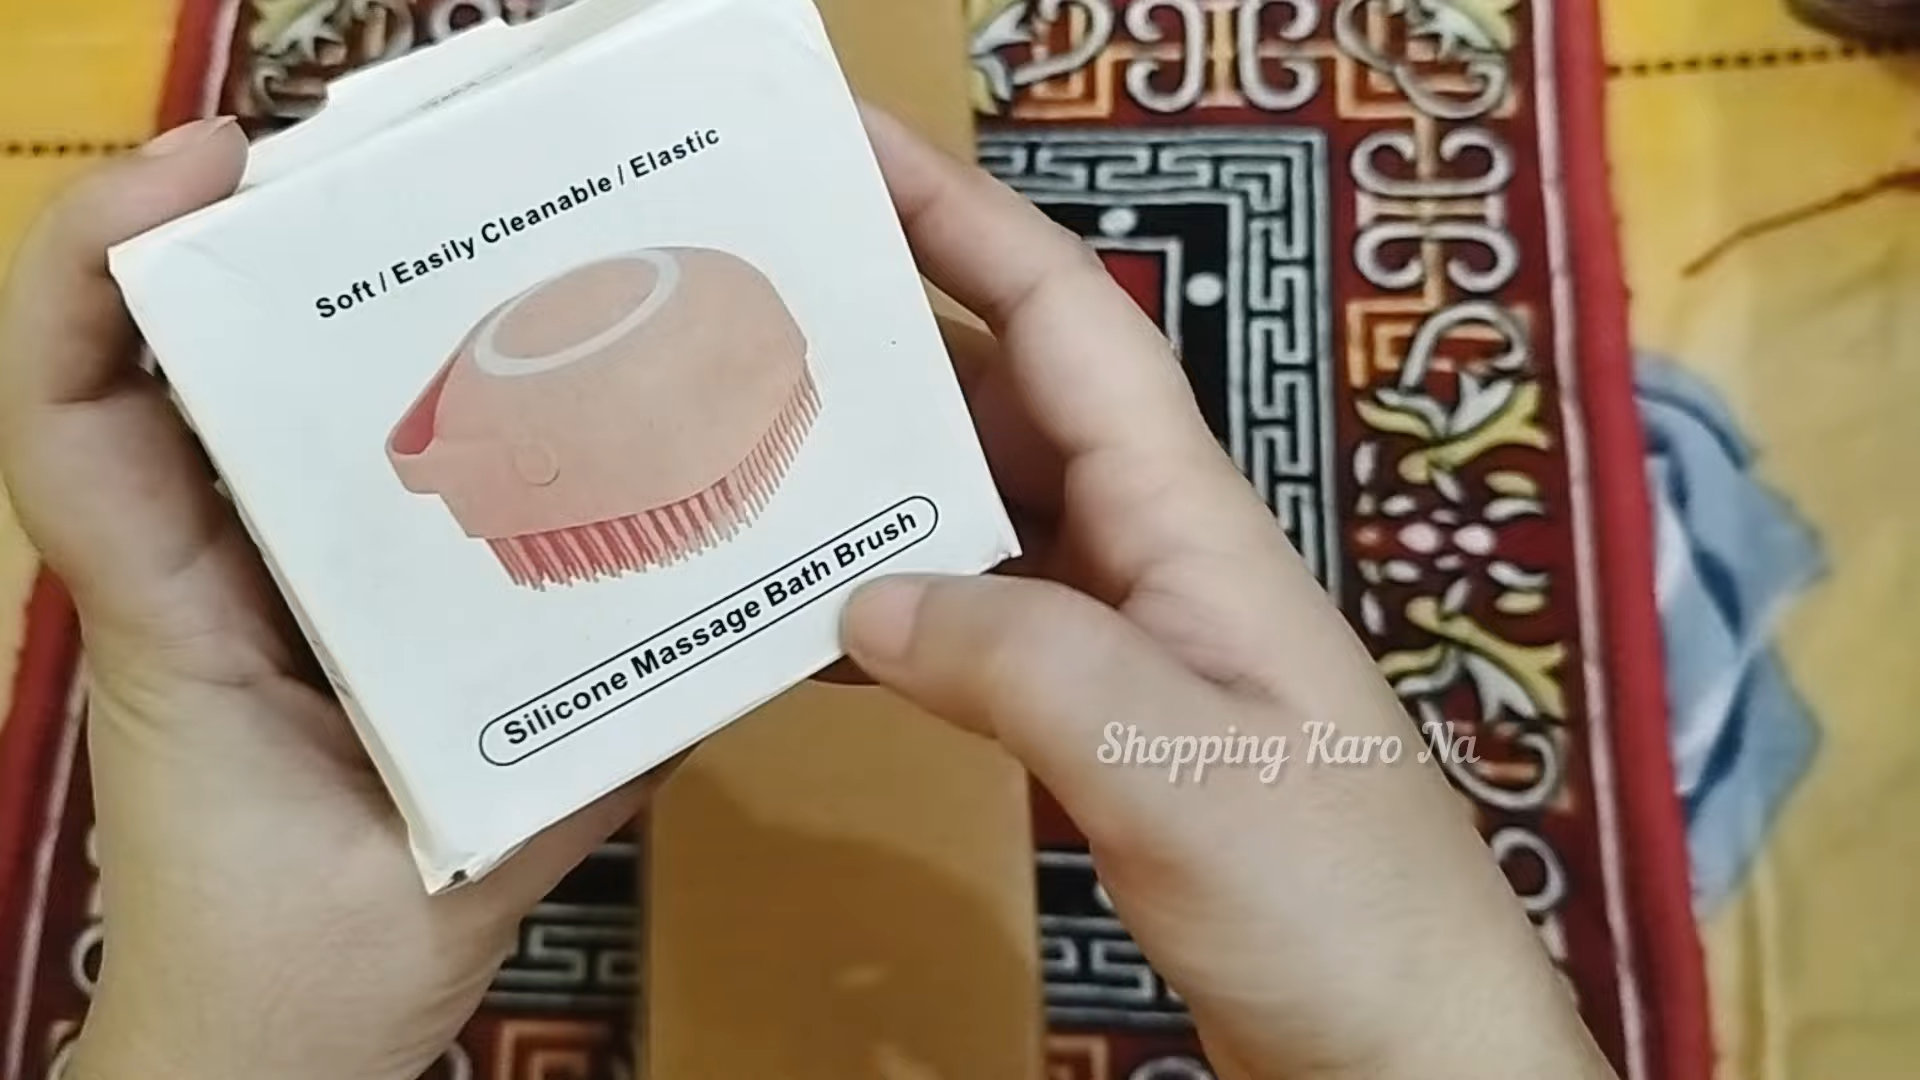 Soft / Easily Cleanable / Elastic
Silicone Massage Bath Brush
Shopping Karo Na